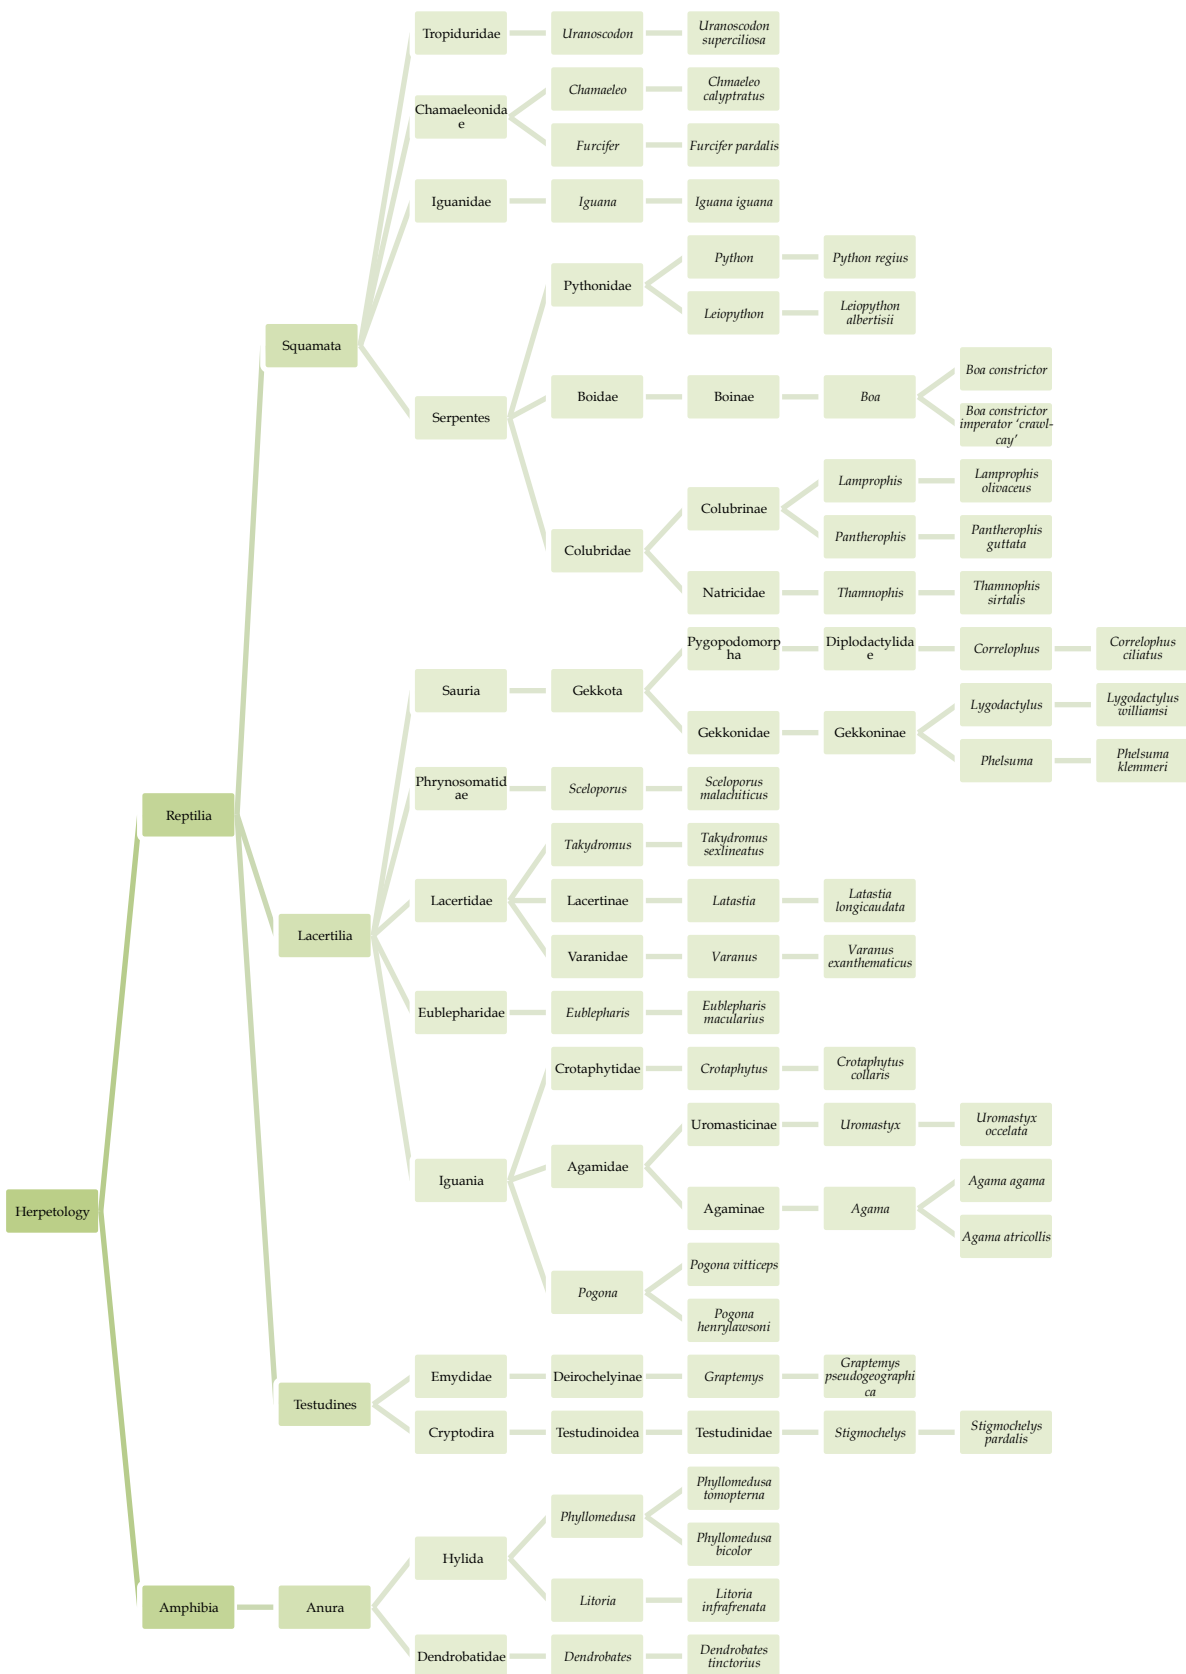 Tropiduridae
Uranoscodon
Uranoscodon
superciliosa
Chamaeleonida
e
Chamaeleo
Chmaeleo
calyptratus
Furcifer
Furcifer pardalis
Iguanidae
Iguana
Iguana iguana
Squamata
Serpentes
Pythonidae
Python
Python regius
Leiopython
Leiopython
albertisii
Boidae
Boinae
Boa
Boa constrictor
Boa constrictor
imperator ‘crawl-
cay’
Colubridae
Colubrinae
Lamprophis
Lamprophis
olivaceus
Pantherophis
Pantherophis
guttata
Natricidae
Thamnophis
Thamnophis
sirtalis
Reptilia
Lacertilia
Sauria
Gekkota
Pygopodomorp
ha
Diplodactylida
e
Correlophus
Correlophus
ciliatus
Gekkonidae
Gekkoninae
Lygodactylus
Lygodactylus
williamsi
Phelsuma
Phelsuma
klemmeri
Phrynosomatid
ae
Sceloporus
Sceloporus
malachiticus
Lacertidae
Takydromus
Takydromus
sexlineatus
Lacertinae
Latastia
Latastia
longicaudata
Varanidae
Varanus
Varanus
exanthematicus
Eublepharidae
Eublepharis
Eublepharis
macularius
Iguania
Crotaphytidae
Crotaphytus
Crotaphytus
collaris
Agamidae
Uromasticinae
Uromastyx
Uromastyx
occelata
Agaminae
Agama
Agama agama
Agama atricollis
Pogona
Pogona vitticeps
Pogona
henrylawsoni
Herpetology
Testudines
Emydidae
Deirochelyinae
Graptemys
Graptemys
pseudogeographi
ca
Cryptodira
Testudinoidea
Testudinidae
Stigmochelys
Stigmochelys
pardalis
Amphibia
Anura
Hylida
Phyllomedusa
Phyllomedusa
tomopterna
Phyllomedusa
bicolor
Litoria
Litoria
infrafrenata
Dendrobatidae
Dendrobates
Dendrobates
tinctorius